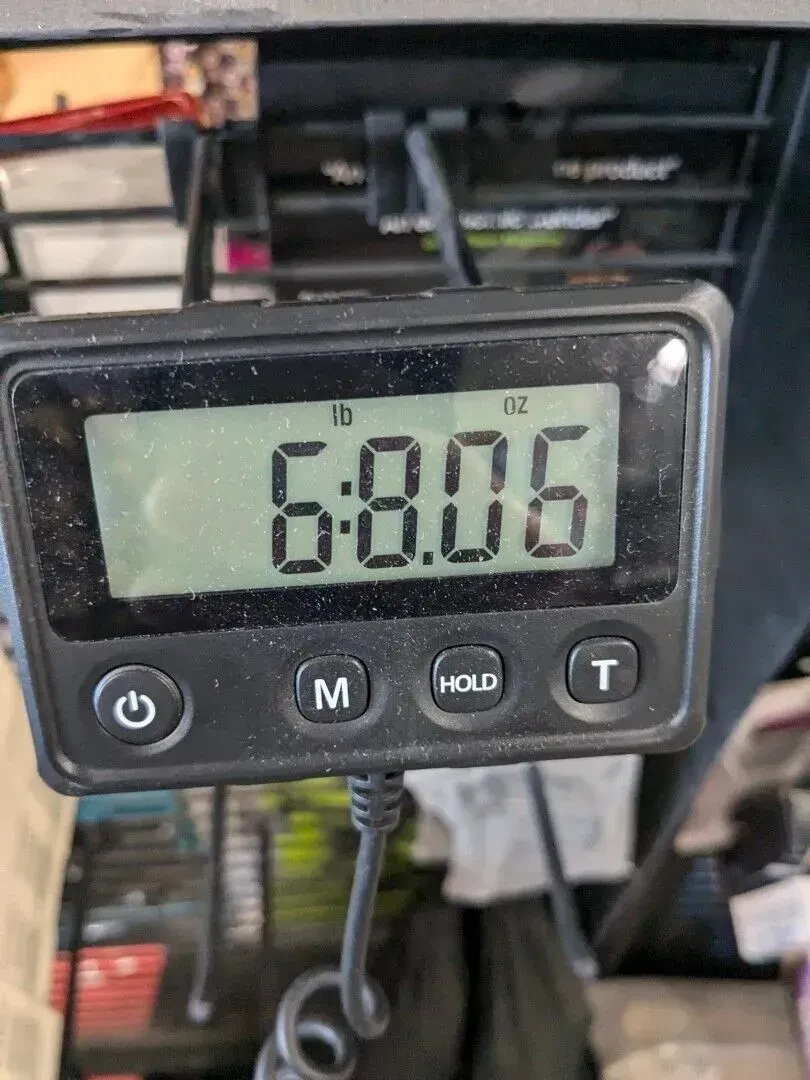 product"
lb oz
6:8.06
M HOLD T